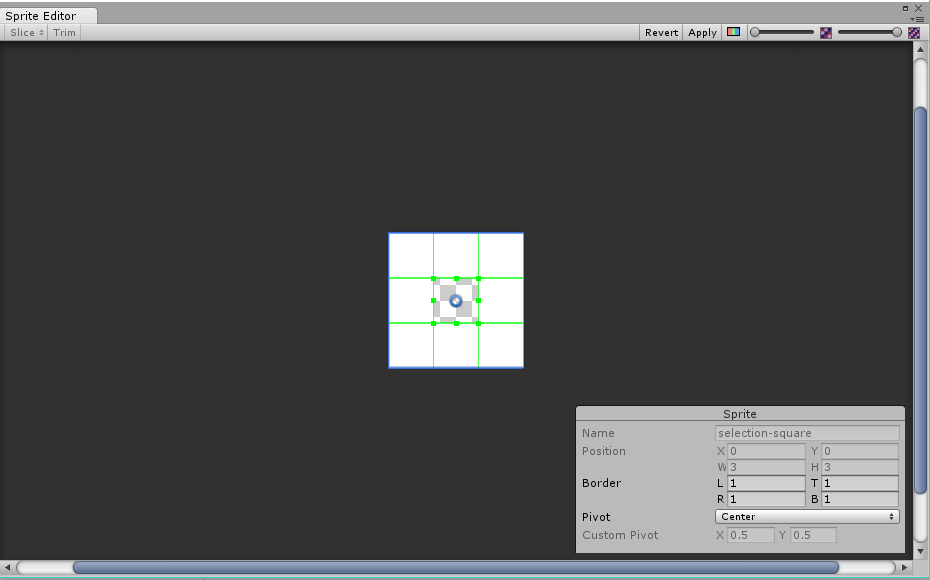 Sprite Editor
Slice Trim Revert Apply
Sprite
Name selection-square
Position X 0 Y 0
W 3 H 3
Border L 1 T 1
R 1 B 1
Pivot Center
Custom Pivot X 0.5 Y 0.5